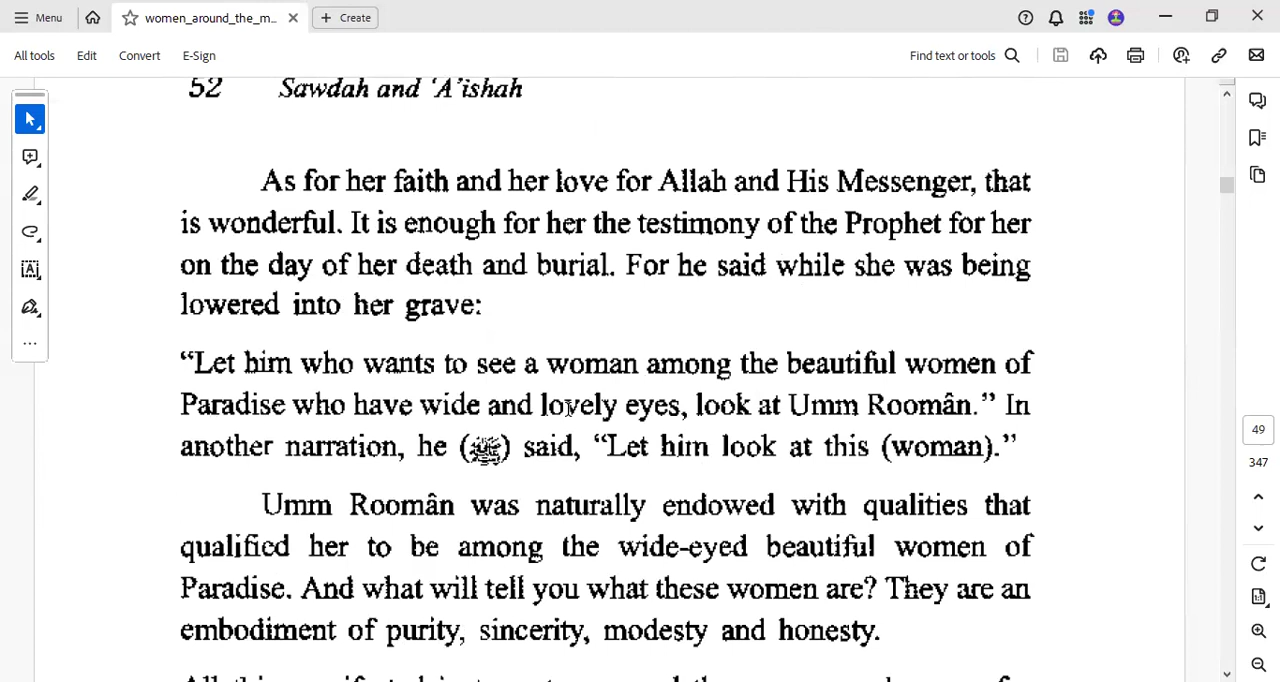 Menu
women_around_the_m...
Create
All tools
Edit
Convert
E-Sign
Find text or tools
52 Sawdah and ‘A’ishah
As for her faith and her love for Allah and His Messenger, that
is wonderful. It is enough for her the testimony of the Prophet for her
on the day of her death and burial. For he said while she was being
lowered into her grave:
“Let him who wants to see a woman among the beautiful women of
Paradise who have wide and lovely eyes, look at Umm Roomân.” In
another narration, he (ﷺ) said, “Let him look at this (woman).”
Umm Roomân was naturally endowed with qualities that
qualified her to be among the wide-eyed beautiful women of
Paradise. And what will tell you what these women are? They are an
embodiment of purity, sincerity, modesty and honesty.
49
347